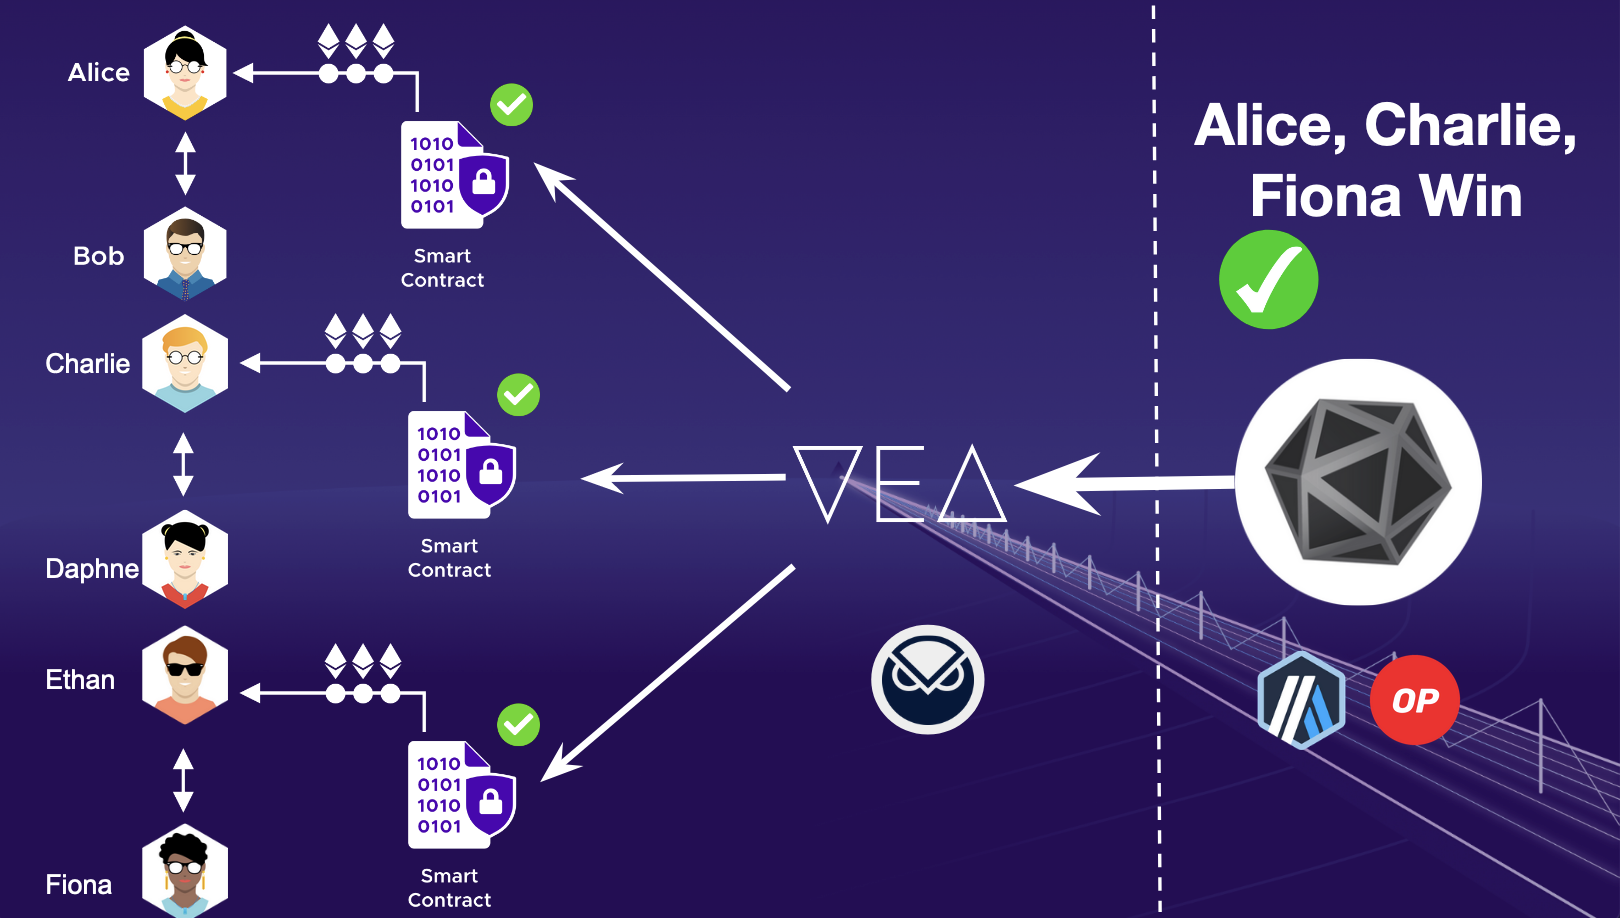 Alice
1010
0101
1010
0101
Smart
Contract
Bob
Charlie
1010
0101
1010
0101
Smart
Contract
Daphne
Ethan
1010
0101
1010
0101
Smart
Contract
Fiona
VEA
Alice, Charlie,
Fiona Win
OP